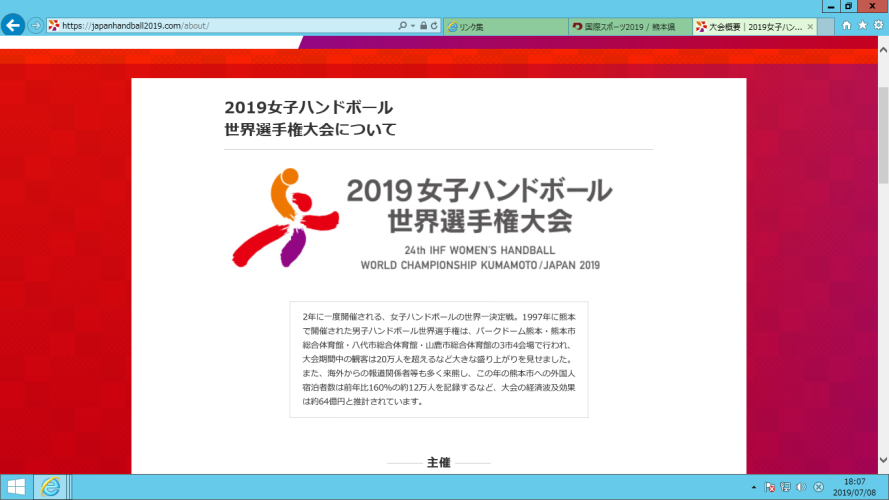 https://japanhandball2019.com/about/
リンク集
国際スポーツ2019 / 熊本県
大会概要｜2019女子ハン...
2019女子ハンドボール
世界選手権大会について
2019女子ハンドボール
世界選手権大会
24th IHF WOMEN'S HANDBALL
WORLD CHAMPIONSHIP KUMAMOTO/JAPAN 2019
2年に一度開催される、女子ハンドボールの世界一決定戦。1997年に熊本
で開催された男子ハンドボール世界選手権は、パークドーム熊本・熊本市
総合体育館・八代市総合体育館・山鹿市総合体育館の3市4会場で行われ、
大会期間中の観客は20万人を超えるなど大きな盛り上がりを見せました。
また、海外からの報道関係者等も多く来熊し、この年の熊本市への外国人
宿泊者数は前年比160%の約12万人を記録するなど、大会の経済波及効果
は約64億円と推計されています。
主催
18:07
2019/07/08